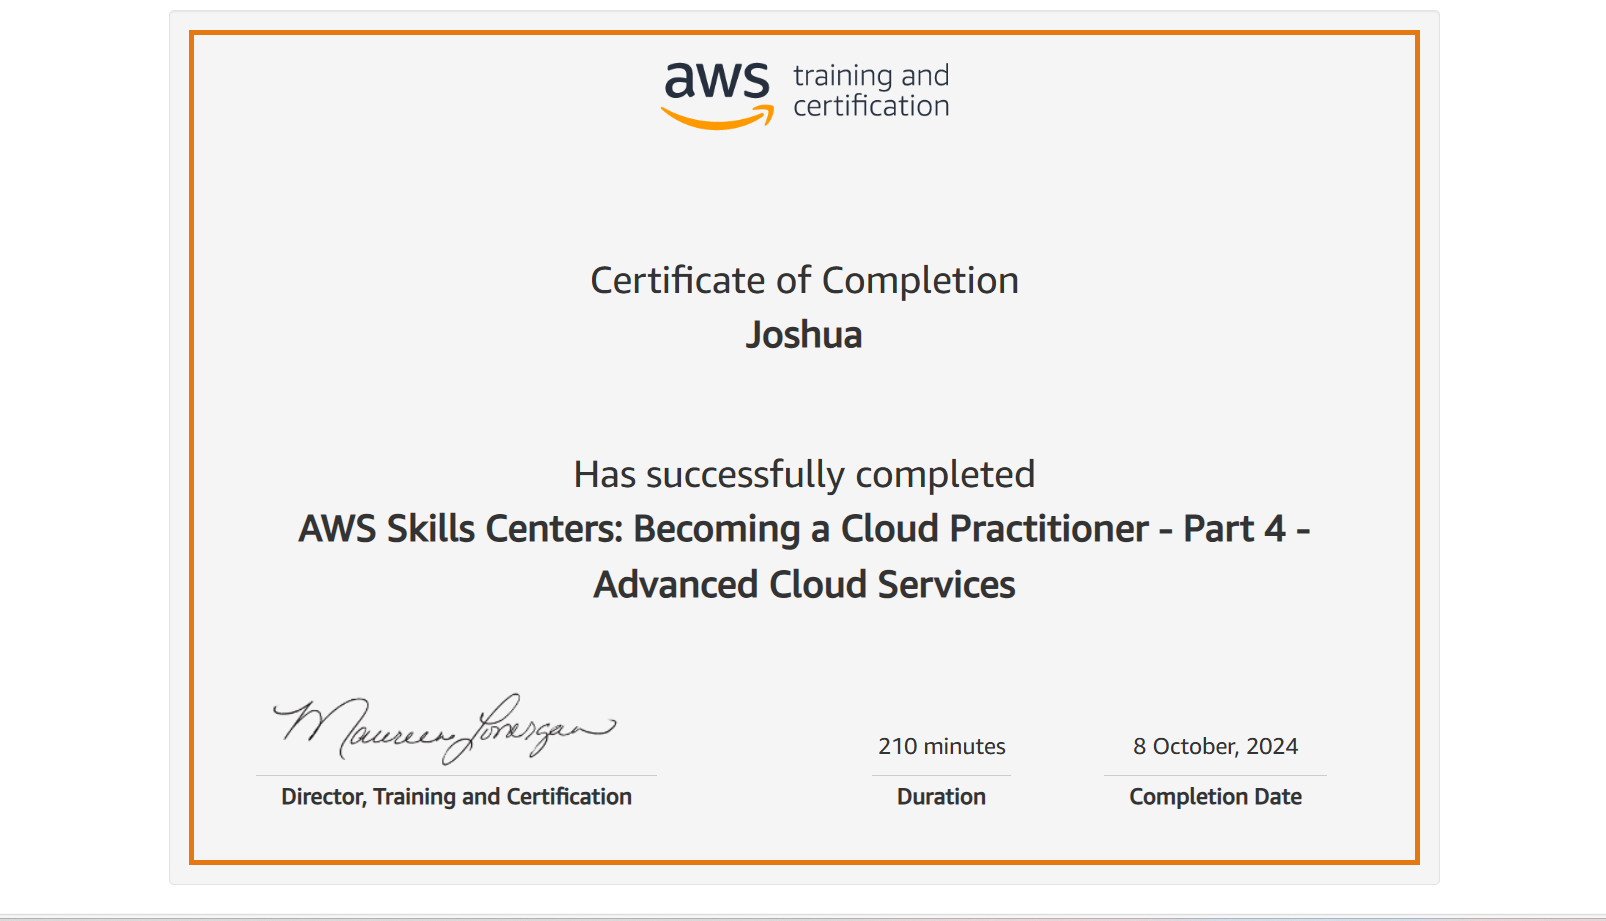 aws training and
certification
Certificate of Completion
Joshua
Has successfully completed
AWS Skills Centers: Becoming a Cloud Practitioner - Part 4 -
Advanced Cloud Services
Maureen Lonergan
210 minutes
8 October, 2024
Director, Training and Certification
Duration
Completion Date